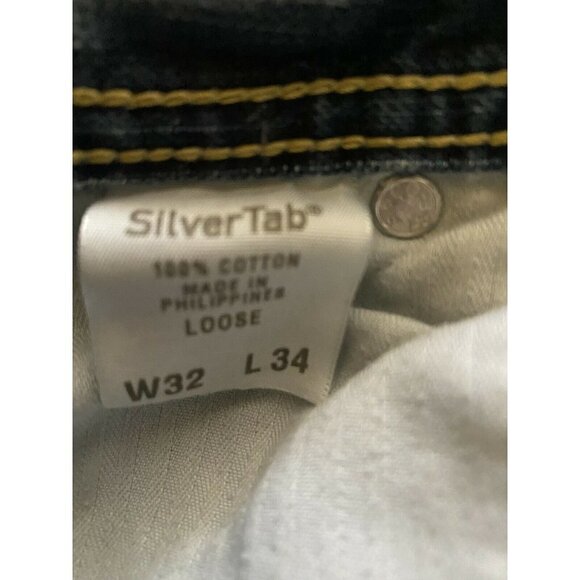 SilverTab®
100% COTTON
MADE IN
PHILIPPINES
LOOSE
W32 L 34